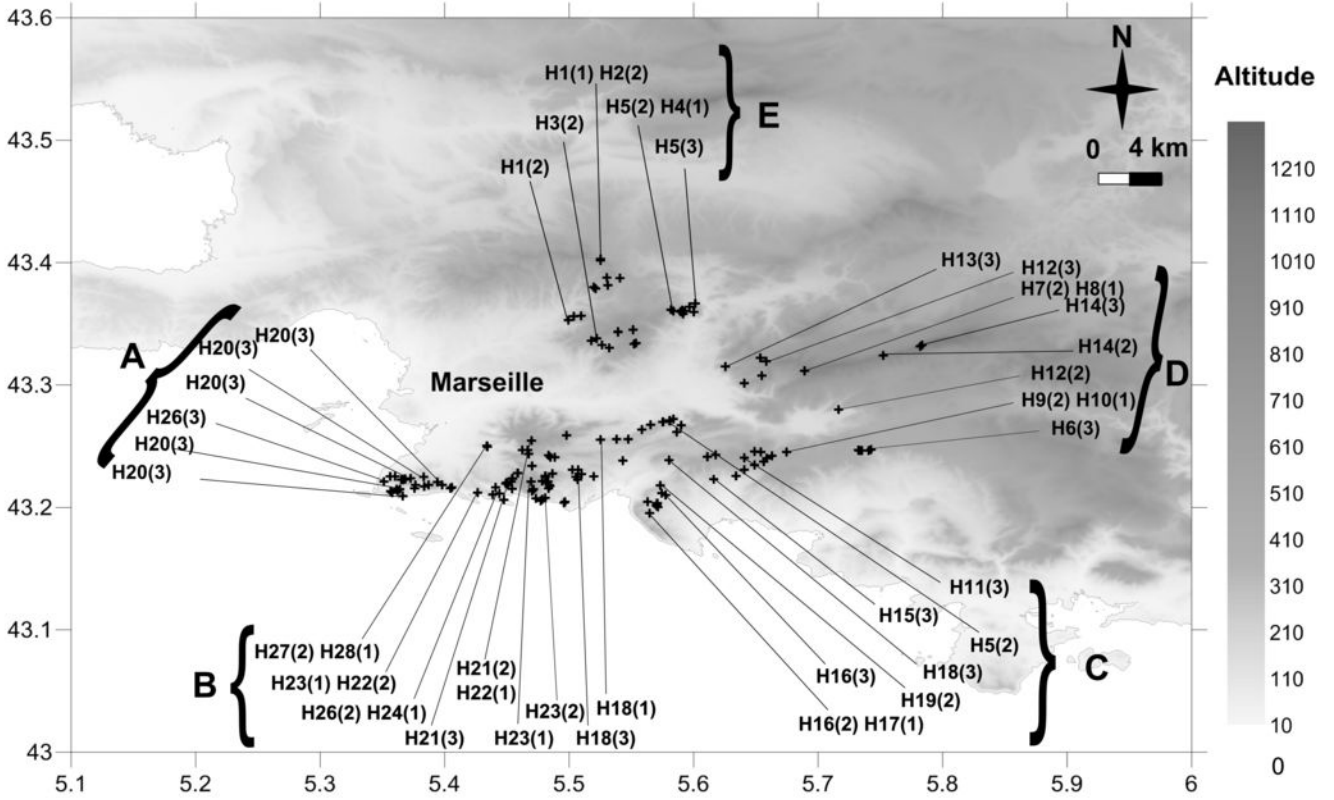 43.6
N
Altitude
H1(1) H2(2)
H5(2) H4(1)
E
H3(2)
H5(3)
H1(2)
0 4 km
43.5
43.4
43.3
43.2
43.1
43
1210
1110
1010
910
810
710
610
510
410
310
210
110
10
0
A
H20(3)
H20(3)
H20(3)
H26(3)
H20(3)
H20(3)
Marseille
H13(3)
H12(3)
H7(2) H8(1)
H14(3)
H14(2)
D
H12(2)
H9(2) H10(1)
H6(3)
B
H27(2) H28(1)
H23(1) H22(2)
H26(2) H24(1)
H21(3)
H21(2)
H22(1)
H23(1)
H23(2)
H18(3)
H18(1)
H11(3)
H15(3)
H5(2)
H16(3)
H18(3)
H19(2)
H16(2) H17(1)
C
5.1 5.2 5.3 5.4 5.5 5.6 5.7 5.8 5.9 6